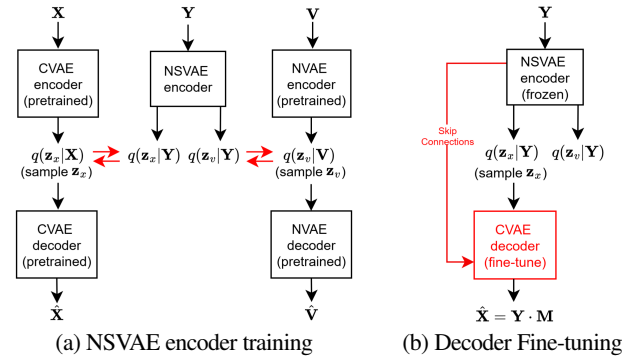 X
Y
V
CVAE
encoder
(pretrained)
NSVAE
encoder
NVAE
encoder
(pretrained)
q(z_x|X)
(sample z_x)
q(z_x|Y) q(z_v|Y)
q(z_v|V)
(sample z_v)
CVAE
decoder
(pretrained)
NVAE
decoder
(pretrained)
X̂
V̂
(a) NSVAE encoder training
Y
NSVAE
encoder
(frozen)
Skip
Connections
q(z_x|Y) q(z_v|Y)
(sample z_x)
CVAE
decoder
(fine-tune)
X̂ = Y · M
(b) Decoder Fine-tuning